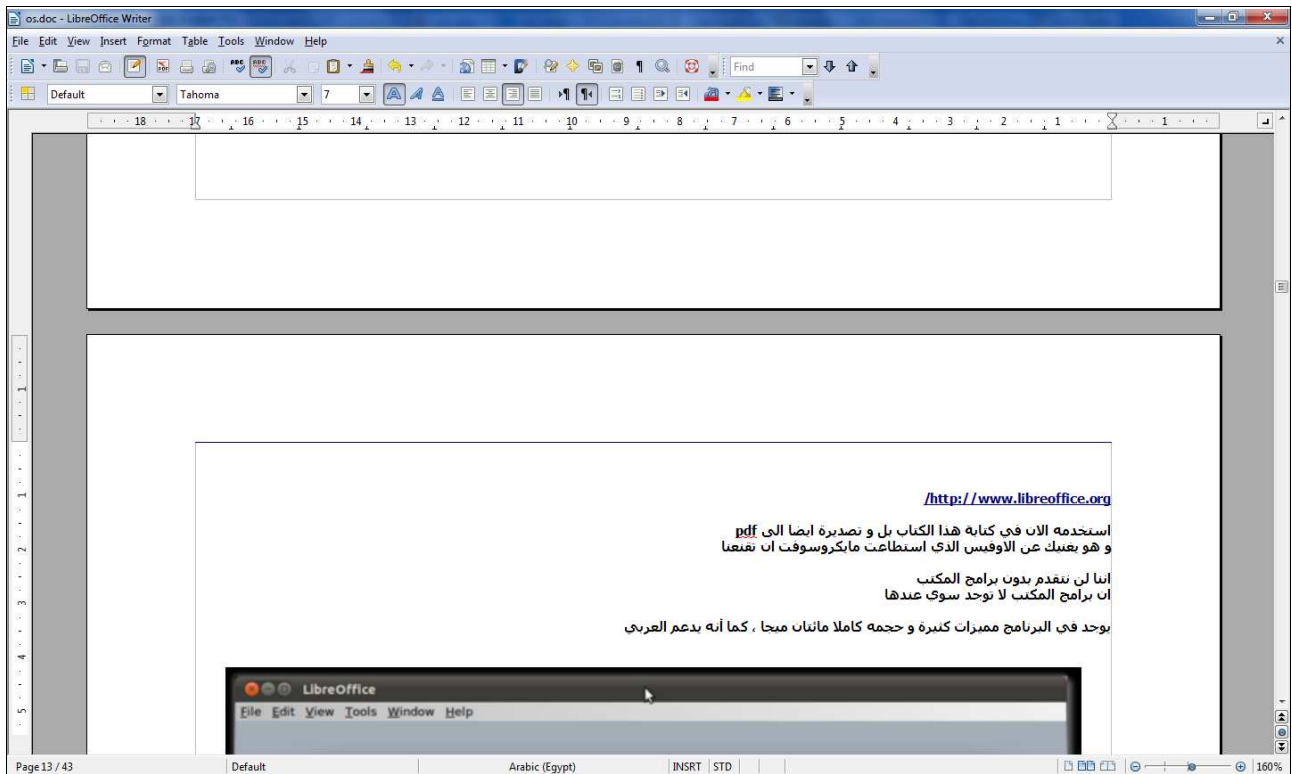 os.doc - LibreOffice Writer
File Edit View Insert Format Table Tools Window Help
Find
Default Tahoma 7
18 17 16 15 14 13 12 11 10 9 8 7 6 5 4 3 2 1 1
http://www.libreoffice.org/
استخدمه الان في كتابة هذا الكتاب بل و تصديرة ايضا الى pdf
و هو يغنيك عن الاوفيس الذي استطاعت مايكروسوفت ان تقنعنا
اننا لن نتقدم بدون برامج المكتب
ان برامج المكتب لا توجد سوي عندها
يوجد في البرنامج مميزات كثيرة و حجمه كاملا مائتان ميجا ، كما أنه يدعم العربي
LibreOffice
File Edit View Tools Window Help
Page 13 / 43 Default Arabic (Egypt) INSRT STD 160%